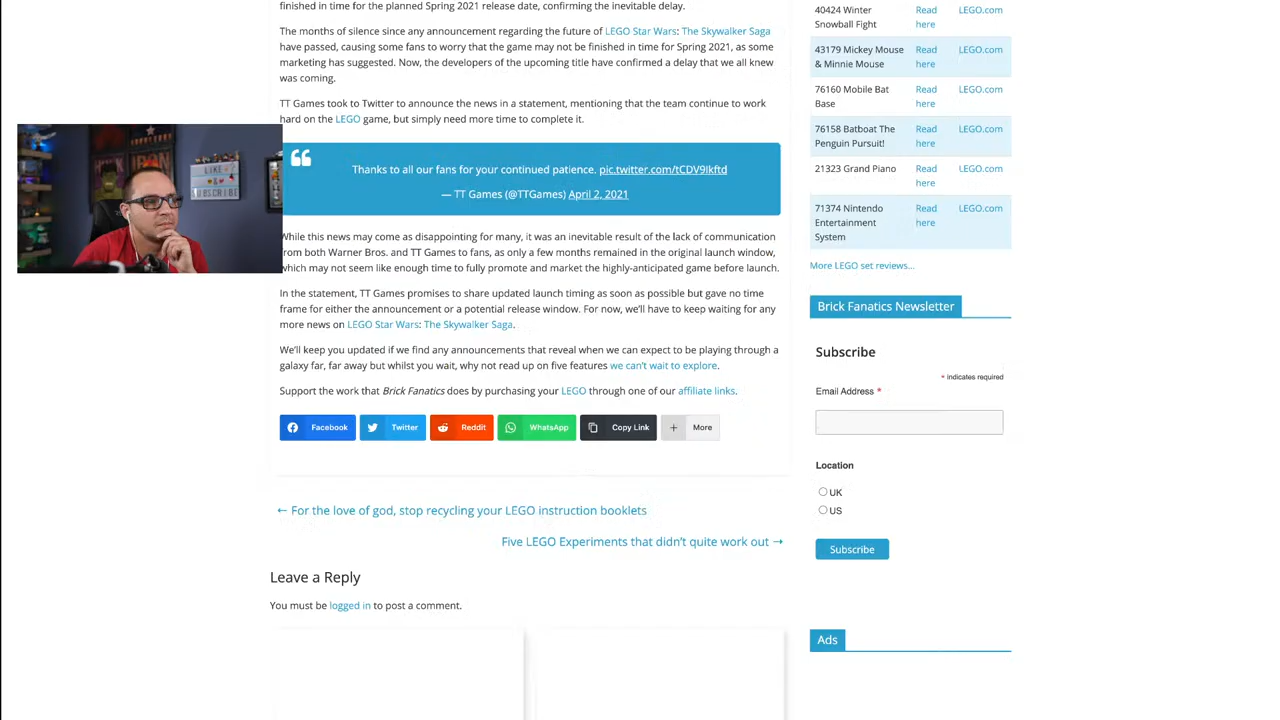 finished in time for the planned Spring 2021 release date, confirming the inevitable delay.
The months of silence since any announcement regarding the future of LEGO Star Wars: The Skywalker Saga
have passed, causing some fans to worry that the game may not be finished in time for Spring 2021, as some
marketing has suggested. Now, the developers of the upcoming title have confirmed a delay that we all knew
was coming.
TT Games took to Twitter to announce the news in a statement, mentioning that the team continue to work
hard on the LEGO game, but simply need more time to complete it.
Thanks to all our fans for your continued patience. pic.twitter.com/tCDV9Ikftd
— TT Games (@TTGames) April 2, 2021
LIKE
SUBSCRIBE
While this news may come as disappointing for many, it was an inevitable result of the lack of communication
from both Warner Bros. and TT Games to fans, as only a few months remained in the original launch window,
which may not seem like enough time to fully promote and market the highly-anticipated game before launch.
In the statement, TT Games promises to share updated launch timing as soon as possible but gave no time
frame for either the announcement or a potential release window. For now, we'll have to keep waiting for any
more news on LEGO Star Wars: The Skywalker Saga.
We'll keep you updated if we find any announcements that reveal when we can expect to be playing through a
galaxy far, far away but whilst you wait, why not read up on five features we can't wait to explore.
Support the work that Brick Fanatics does by purchasing your LEGO through one of our affiliate links.
Facebook Twitter Reddit WhatsApp Copy Link More
← For the love of god, stop recycling your LEGO instruction booklets
Five LEGO Experiments that didn't quite work out →
Leave a Reply
You must be logged in to post a comment.
40424 Winter Read LEGO.com
Snowball Fight here
43179 Mickey Mouse Read LEGO.com
& Minnie Mouse here
76160 Mobile Bat Read LEGO.com
Base here
76158 Batboat The Read LEGO.com
Penguin Pursuit! here
21323 Grand Piano Read LEGO.com
here
71374 Nintendo Read LEGO.com
Entertainment here
System
More LEGO set reviews...
Brick Fanatics Newsletter
Subscribe
* indicates required
Email Address *
Location
UK
US
Subscribe
Ads